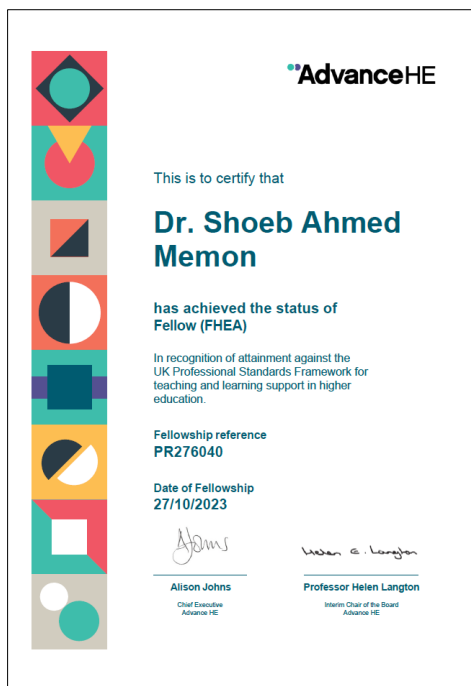 AdvanceHE
This is to certify that
Dr. Shoeb Ahmed
Memon
has achieved the status of
Fellow (FHEA)
In recognition of attainment against the
UK Professional Standards Framework for
teaching and learning support in higher
education.
Fellowship reference
PR276040
Date of Fellowship
27/10/2023
AJohns
Helen E. Langton
Alison Johns
Chief Executive
Advance HE
Professor Helen Langton
Interim Chair of the Board
Advance HE